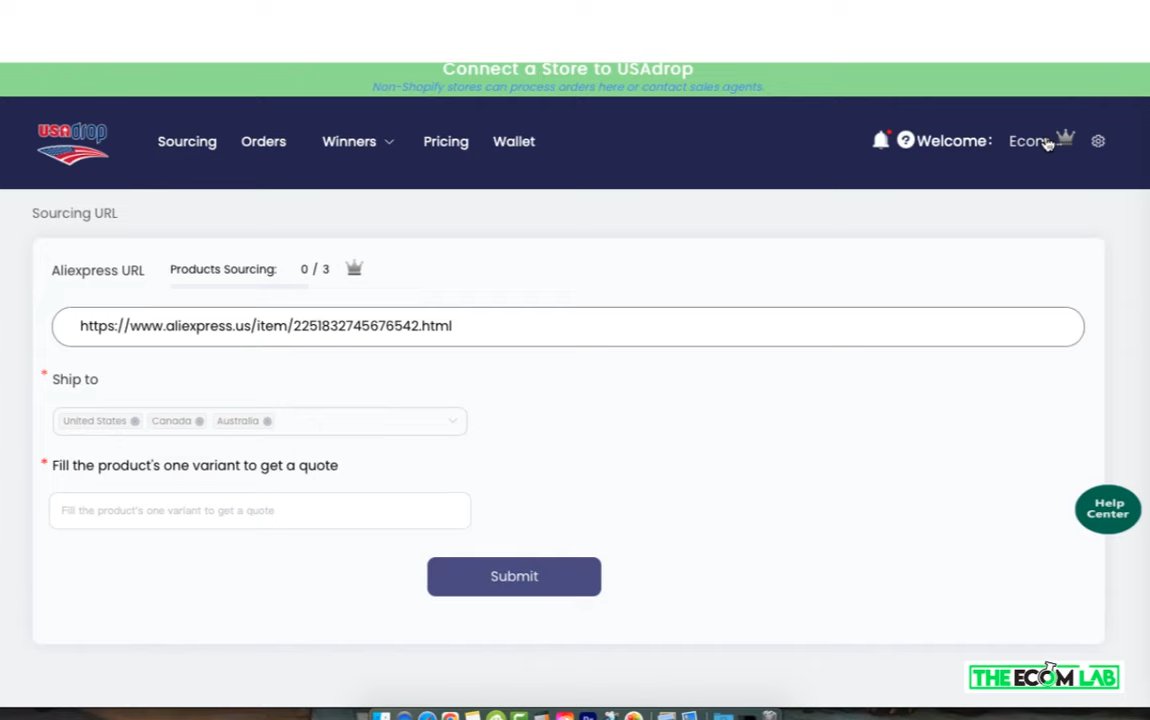 Connect a Store to USAdrop
Non-Shopify stores can process orders here or contact sales agents.
USAdrop
Sourcing Orders Winners Pricing Wallet
? Welcome:
Sourcing URL
Aliexpress URL Products Sourcing: 0 / 3
https://www.aliexpress.us/item/2251832745676542.html
* Ship to
United States Canada Australia
* Fill the product's one variant to get a quote
Fill the product's one variant to get a quote
Help
Center
Submit
THE ECOM LAB